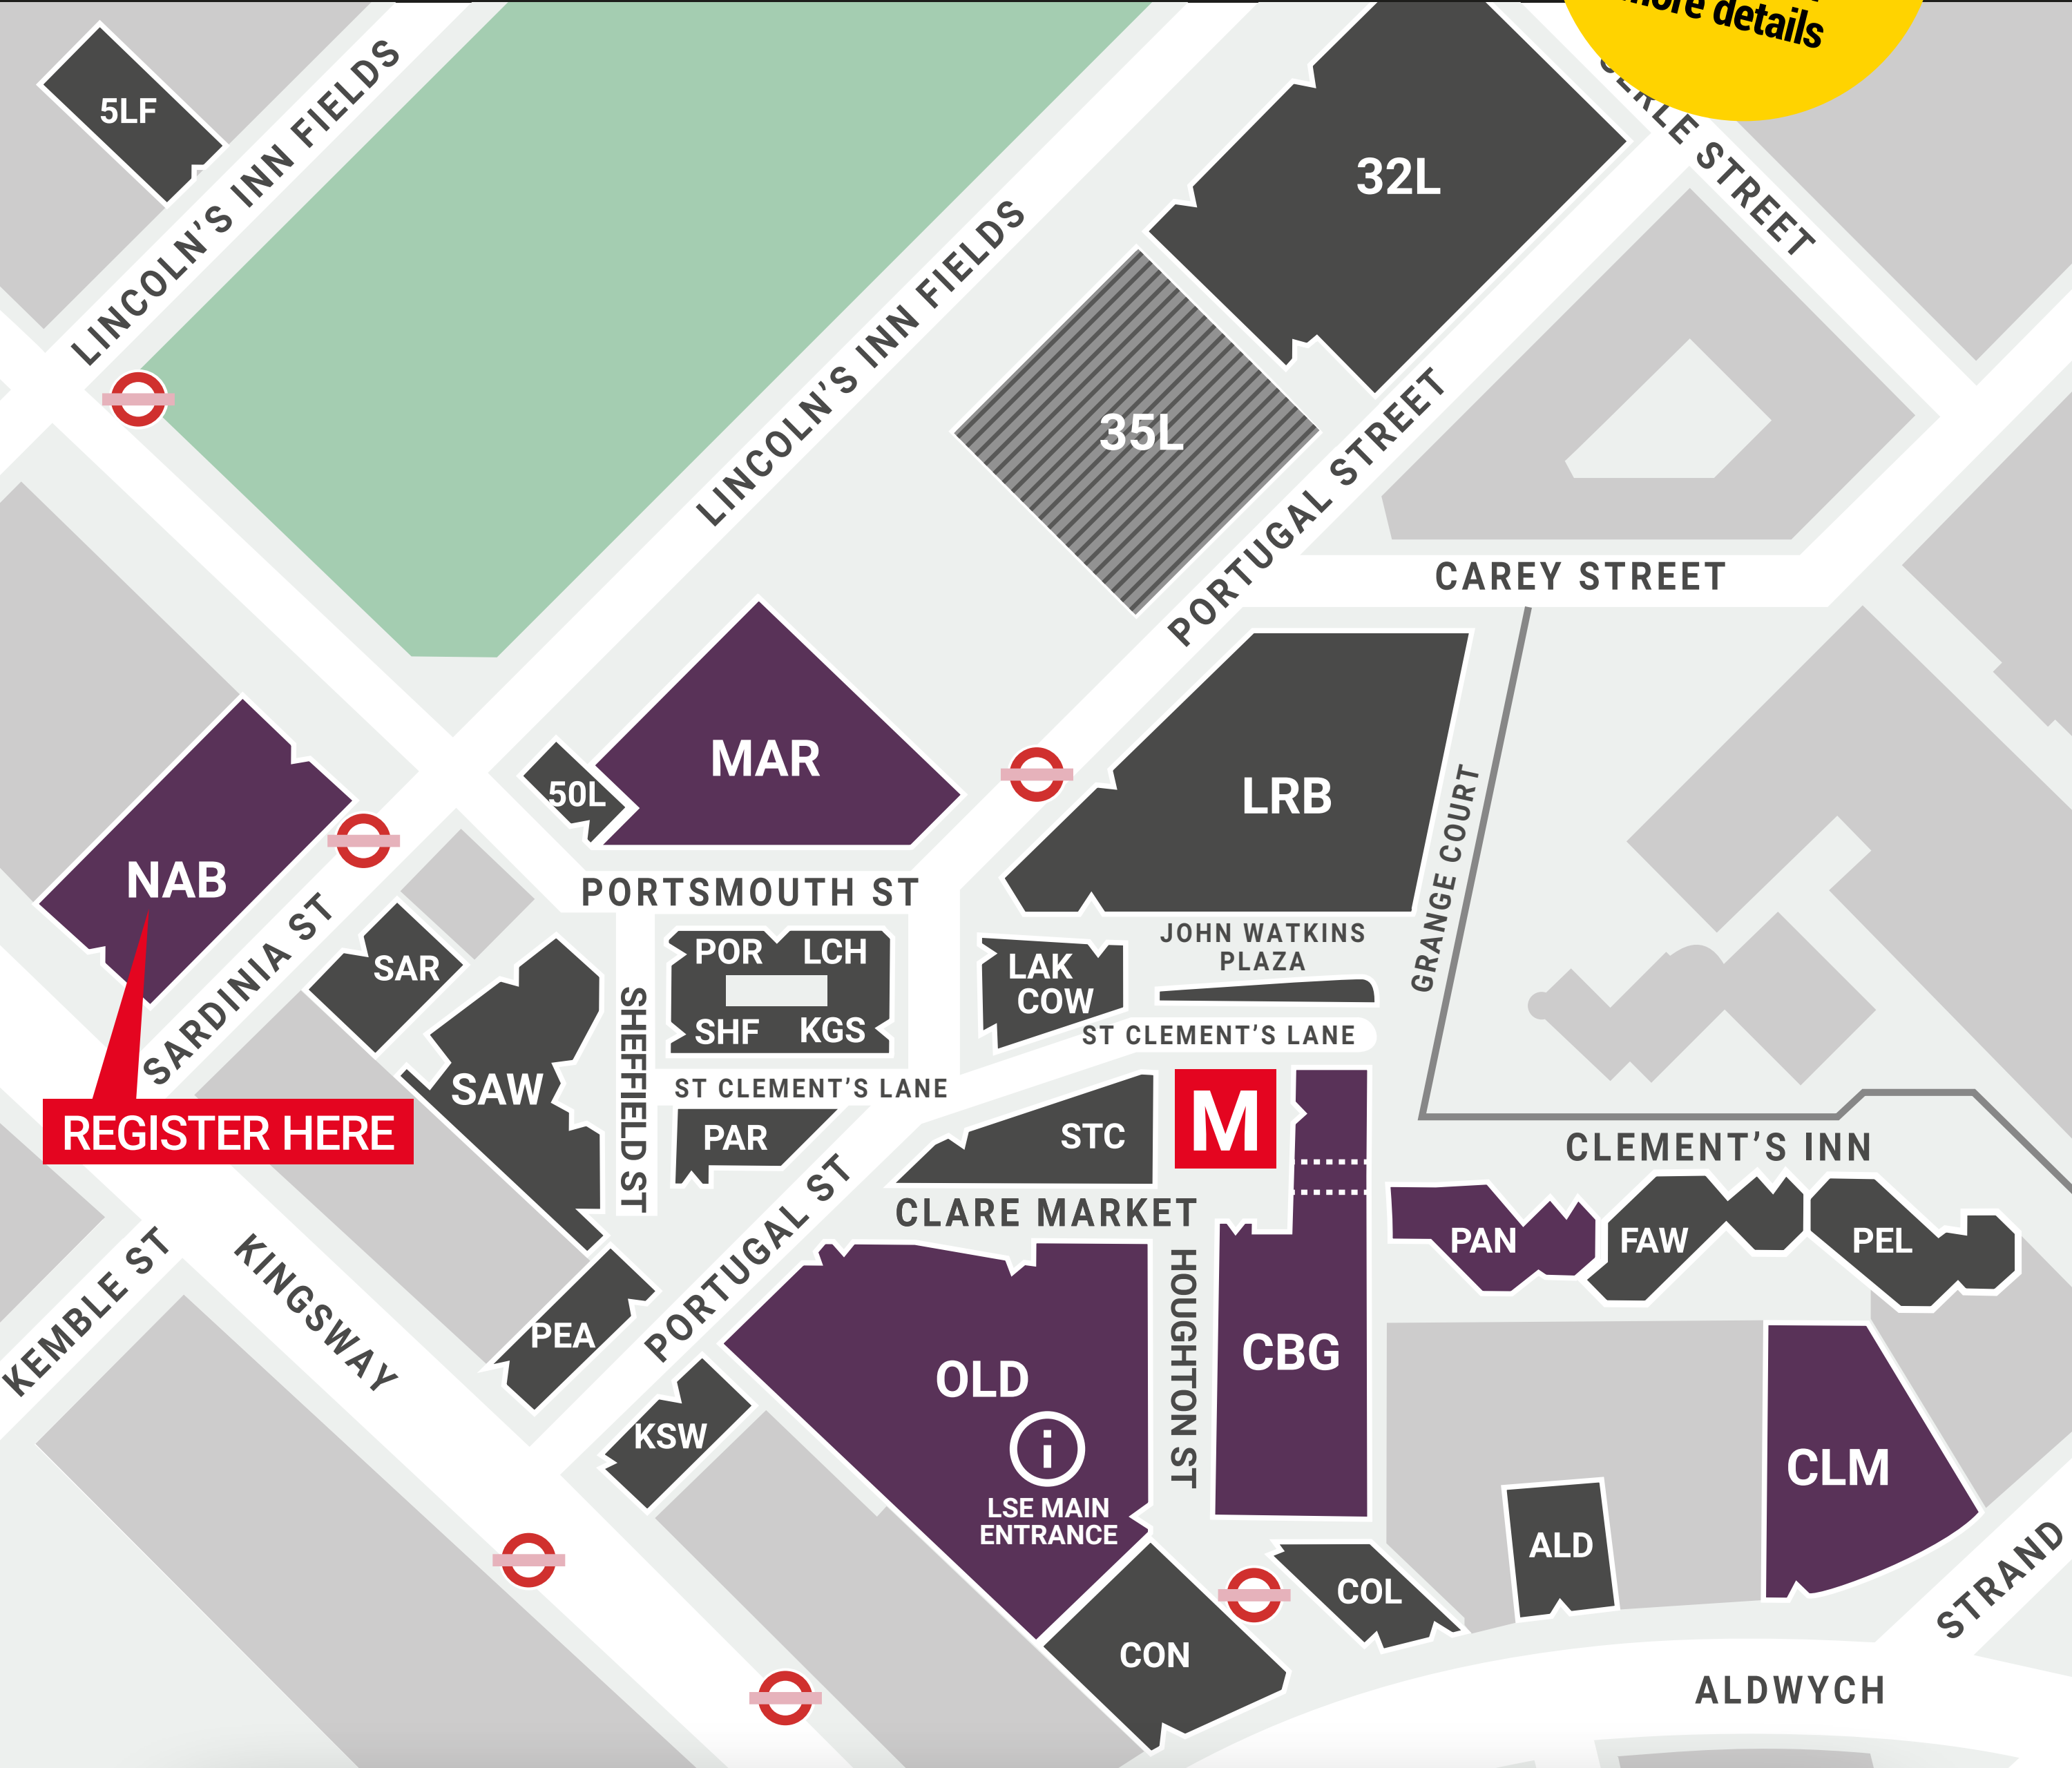 more details
5LF
LINCOLN'S INN FIELDS
32L
STREET
LINCOLN'S INN FIELDS
35L
PORTUGAL STREET
CAREY STREET
MAR
50L
LRB
NAB
GRANGE COURT
PORTSMOUTH ST
SARDINIA ST
SAR
POR LCH
SHF KGS
LAK
COW
JOHN WATKINS
PLAZA
ST CLEMENT'S LANE
SAW
SHEFFIELD ST
ST CLEMENT'S LANE
REGISTER HERE
PAR
STC
M
CLEMENT'S INN
CLARE MARKET
PORTUGAL ST
PAN
FAW
PEL
KEMBLE ST
KINGSWAY
PEA
HOUGHTON ST
OLD
CBG
KSW
i
LSE MAIN
ENTRANCE
CLM
ALD
COL
STRAND
CON
ALDWYCH